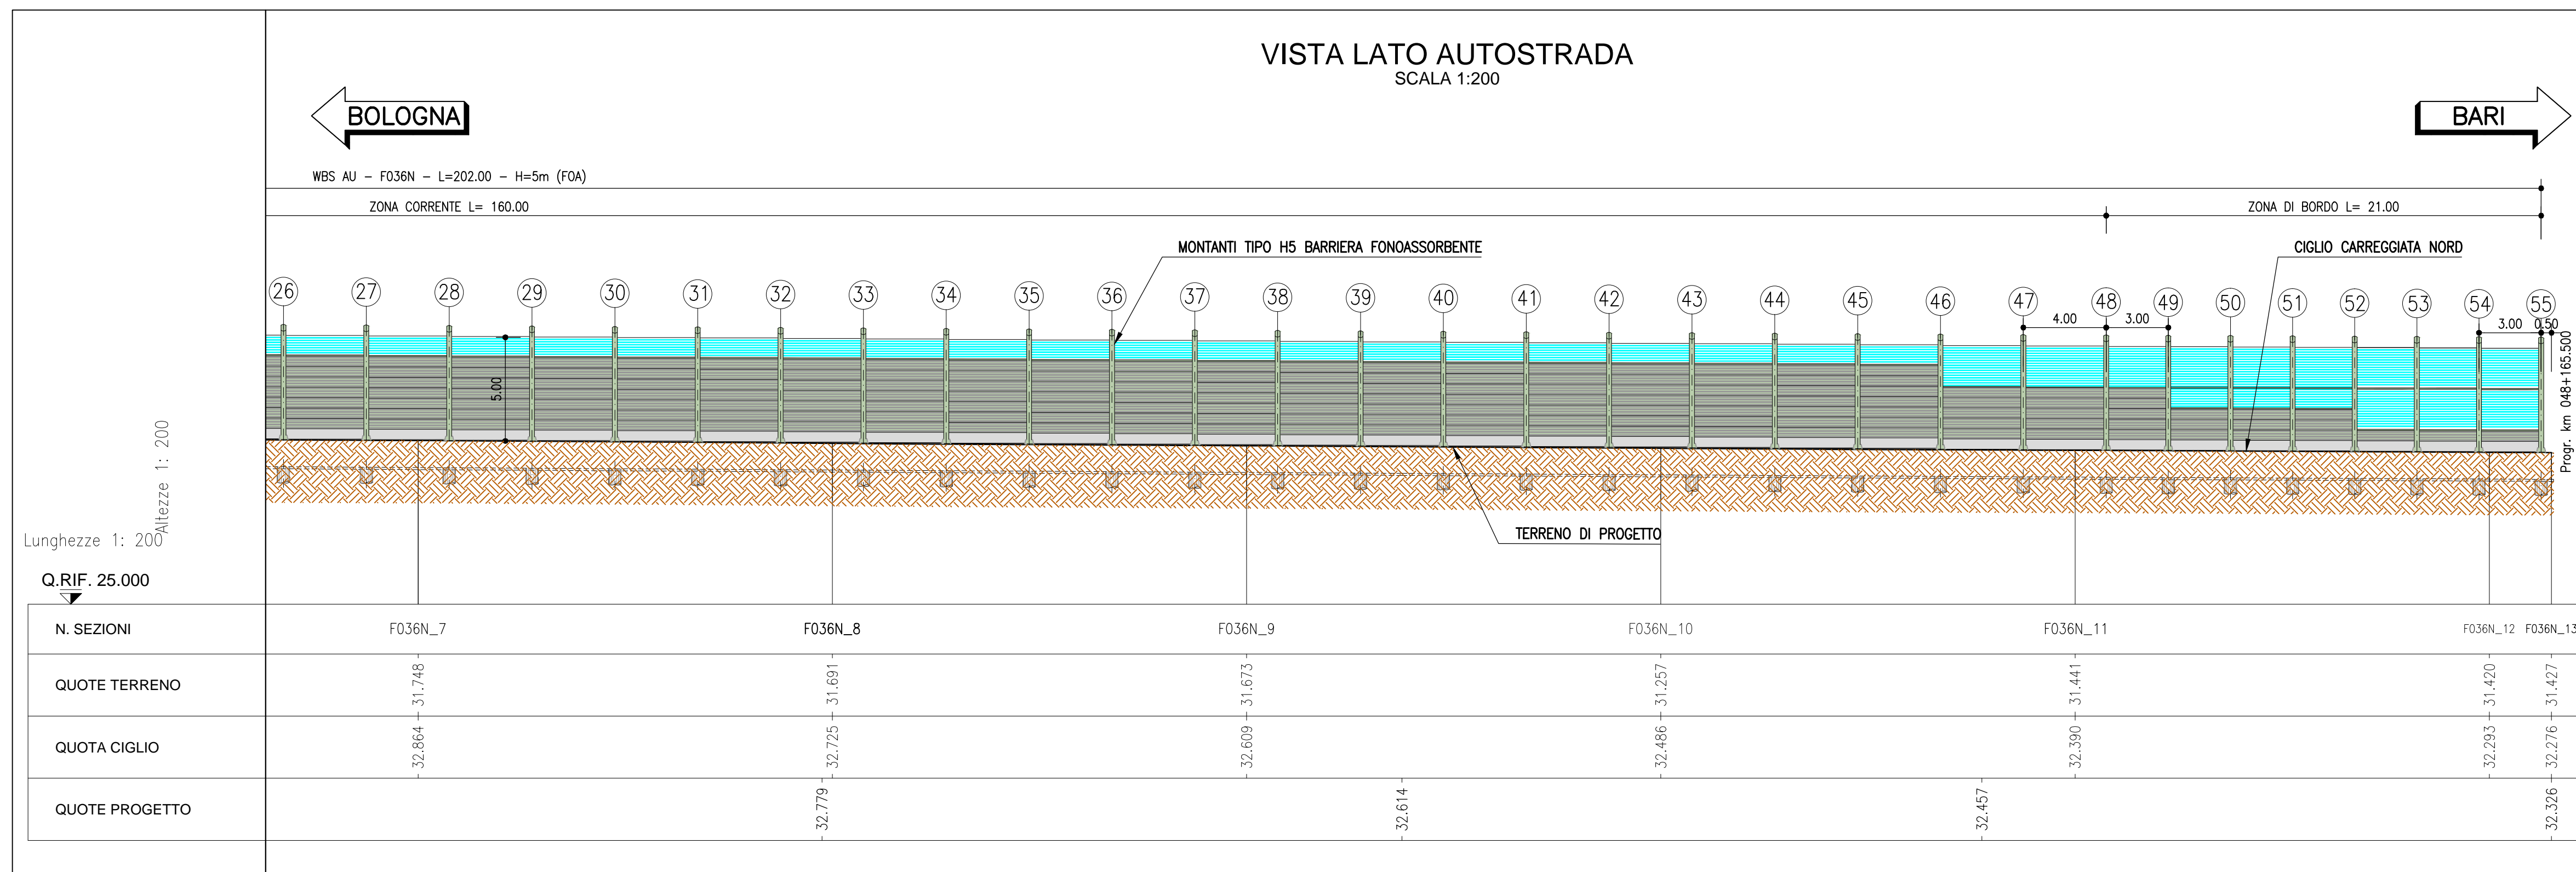 VISTA LATO AUTOSTRADA
SCALA 1:200
BOLOGNA
BARI
WBS AU - F036N - L=202.00 - H=5m (FOA)
ZONA CORRENTE L= 160.00
ZONA DI BORDO L= 21.00
MONTANTI TIPO H5 BARRIERA FONOASSORBENTE
CIGLIO CARREGGIATA NORD
26 27 28 29 30 31 32 33 34 35 36 37 38 39 40 41 42 43 44 45 46 47 48 49 50 51 52 53 54 55
4.00 3.00 3.00 0.50
5.00
Progr. km 048+165.500
Altezze 1: 200
Lunghezze 1: 200
TERRENO DI PROGETTO
Q.RIF. 25.000
N. SEZIONI F036N_7 F036N_8 F036N_9 F036N_10 F036N_11 F036N_12 F036N_13
QUOTE TERRENO 31.748 31.691 31.673 31.257 31.441 31.420 31.427
QUOTA CIGLIO 32.864 32.725 32.609 32.486 32.390 32.293 32.276
QUOTE PROGETTO 32.779 32.614 32.457 32.326